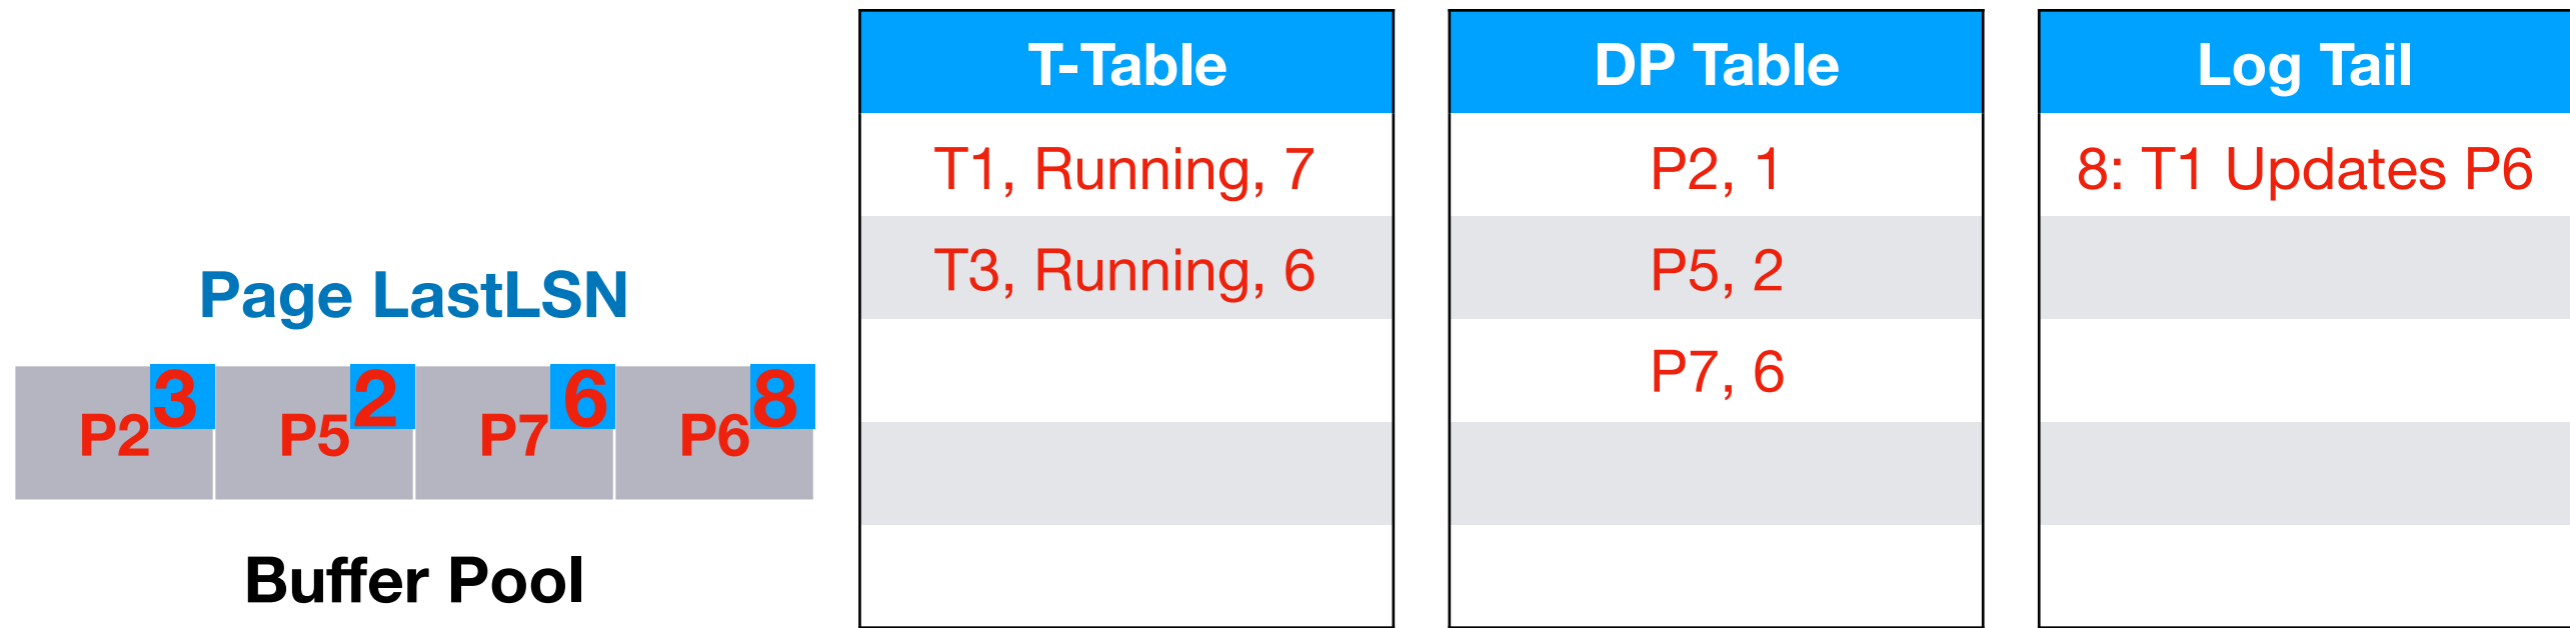 Page LastLSN
P2 3 P5 2 P7 6 P6 8
Buffer Pool
T-Table
T1, Running, 7
T3, Running, 6
DP Table
P2, 1
P5, 2
P7, 6
Log Tail
8: T1 Updates P6